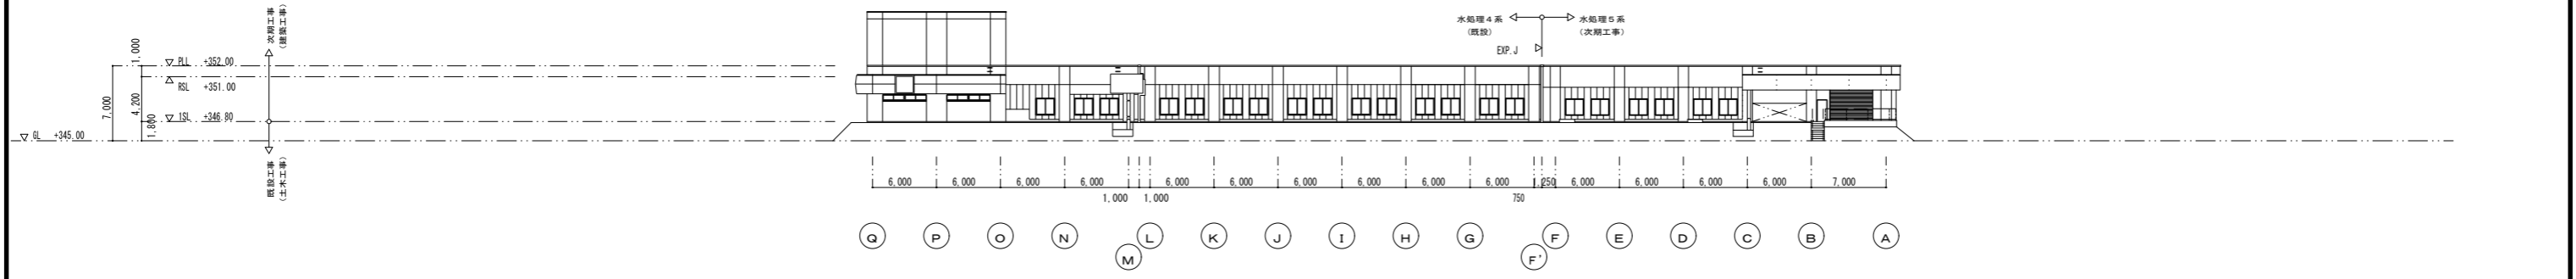 次期工事
(建築工事)
水処理4系
水処理5系
(既設)
(次期工事)
EXP.J
1,000
PLL +352.00
RSL +351.00
7,000
4,200
1SL +346.80
1,800
GL +345.00
既設工事
(土木工事)
6,000 6,000 6,000 6,000 6,000 6,000 6,000 6,000 6,000 6,000 1,250 6,000 6,000 6,000 6,000 7,000
1,000 1,000 750
Q P O N L K J I H G F E D C B A
M F'